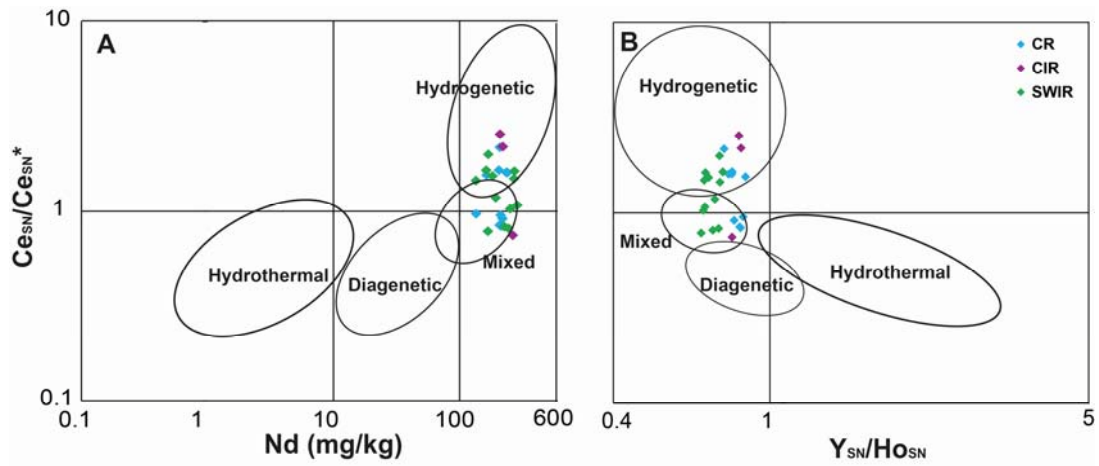 A
10
1
0.1
CeSN/CeSN*
Hydrogenetic
Hydrothermal
Diagenetic
Mixed
0.1
1
10
100
600
Nd (mg/kg)
B
CR
CIR
SWIR
Hydrogenetic
Mixed
Diagenetic
Hydrothermal
0.4
1
5
YSN/HoSN